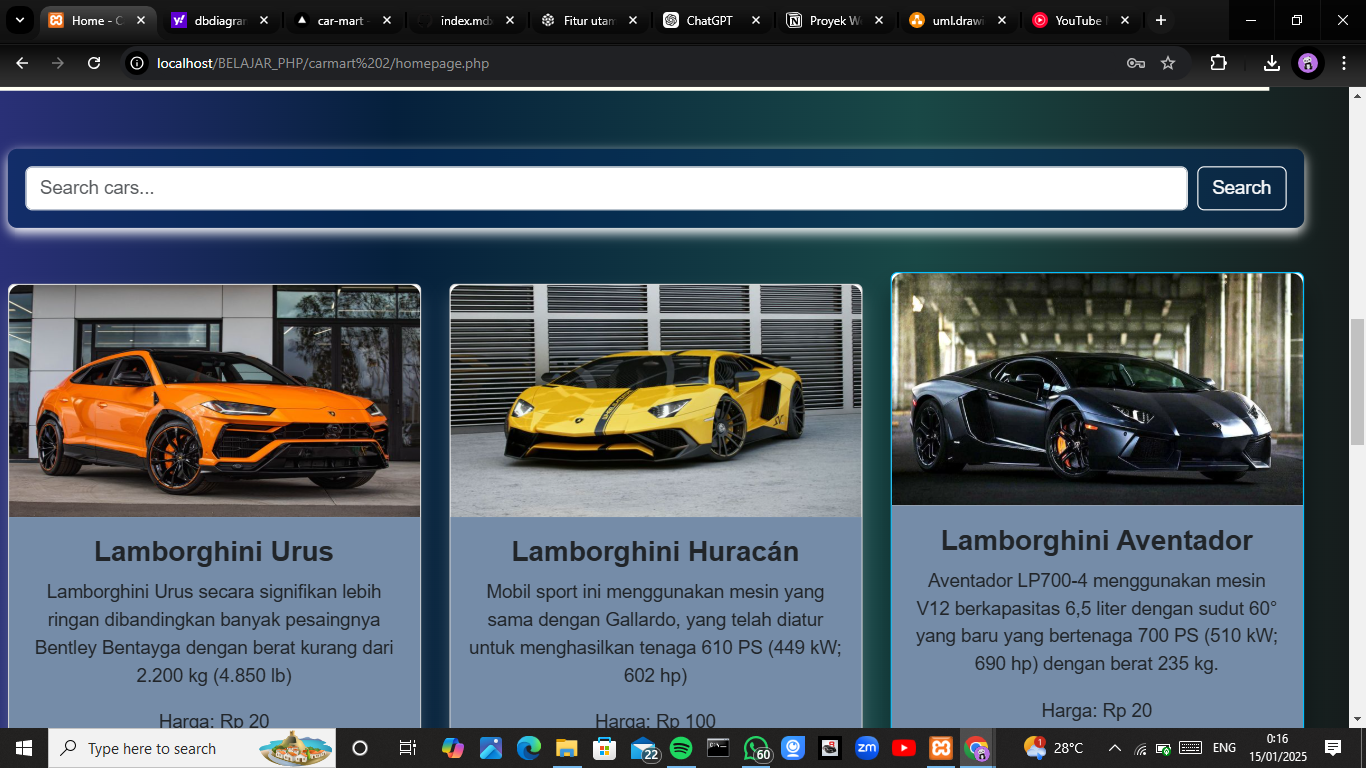 Home - C
dbdiagrar
car-mart -
index.md
Fitur utam
ChatGPT
Proyek W
uml.drawi
YouTube
localhost/BELAJAR_PHP/carmart%202/homepage.php
Search cars...
Search
Lamborghini Urus
Lamborghini Urus secara signifikan lebih
ringan dibandingkan banyak pesaingnya
Bentley Bentayga dengan berat kurang dari
2.200 kg (4.850 lb)
Harga: Rp 20
Lamborghini Huracán
Mobil sport ini menggunakan mesin yang
sama dengan Gallardo, yang telah diatur
untuk menghasilkan tenaga 610 PS (449 kW;
602 hp)
Harga: Rp 100
Lamborghini Aventador
Aventador LP700-4 menggunakan mesin
V12 berkapasitas 6,5 liter dengan sudut 60°
yang baru yang bertenaga 700 PS (510 kW;
690 hp) dengan berat 235 kg.
Harga: Rp 20
Type here to search
22
60
zm
1
28°C
ENG
0:16
15/01/2025